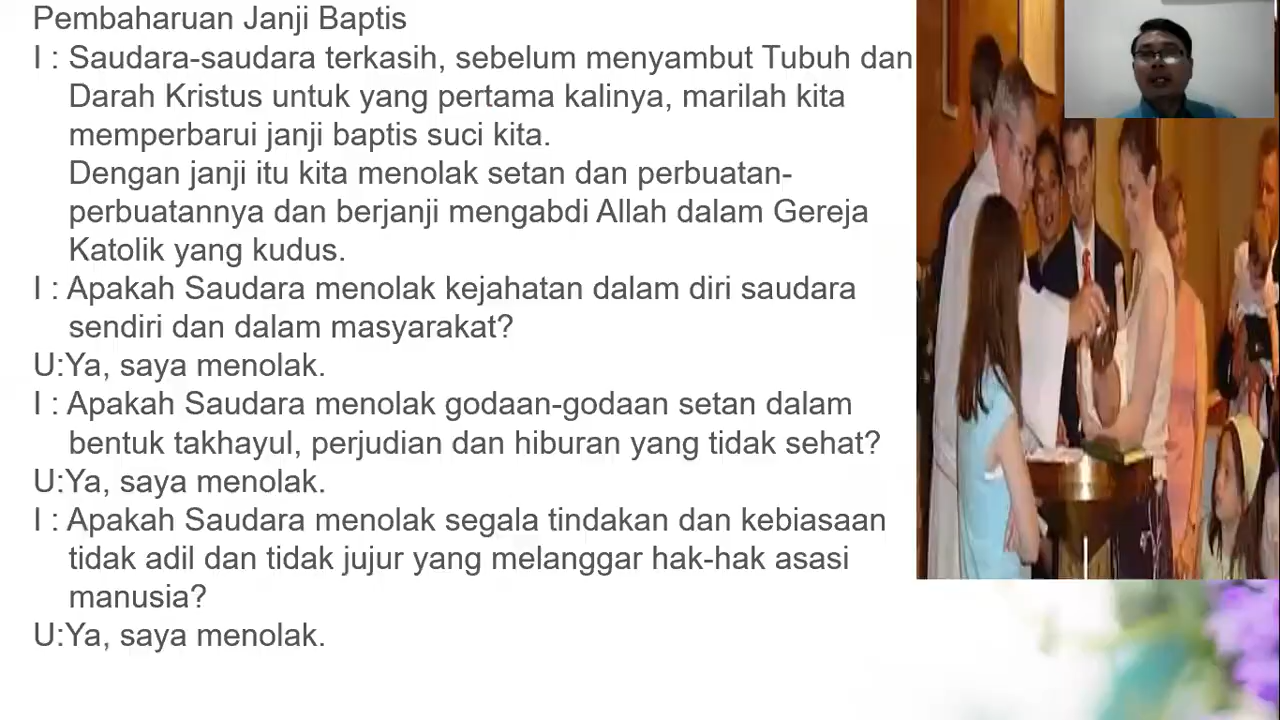 Pembaharuan Janji Baptis
I : Saudara-saudara terkasih, sebelum menyambut Tubuh dan
Darah Kristus untuk yang pertama kalinya, marilah kita
memperbarui janji baptis suci kita.
Dengan janji itu kita menolak setan dan perbuatan-
perbuatannya dan berjanji mengabdi Allah dalam Gereja
Katolik yang kudus.
I : Apakah Saudara menolak kejahatan dalam diri saudara
sendiri dan dalam masyarakat?
U:Ya, saya menolak.
I : Apakah Saudara menolak godaan-godaan setan dalam
bentuk takhayul, perjudian dan hiburan yang tidak sehat?
U:Ya, saya menolak.
I : Apakah Saudara menolak segala tindakan dan kebiasaan
tidak adil dan tidak jujur yang melanggar hak-hak asasi
manusia?
U:Ya, saya menolak.